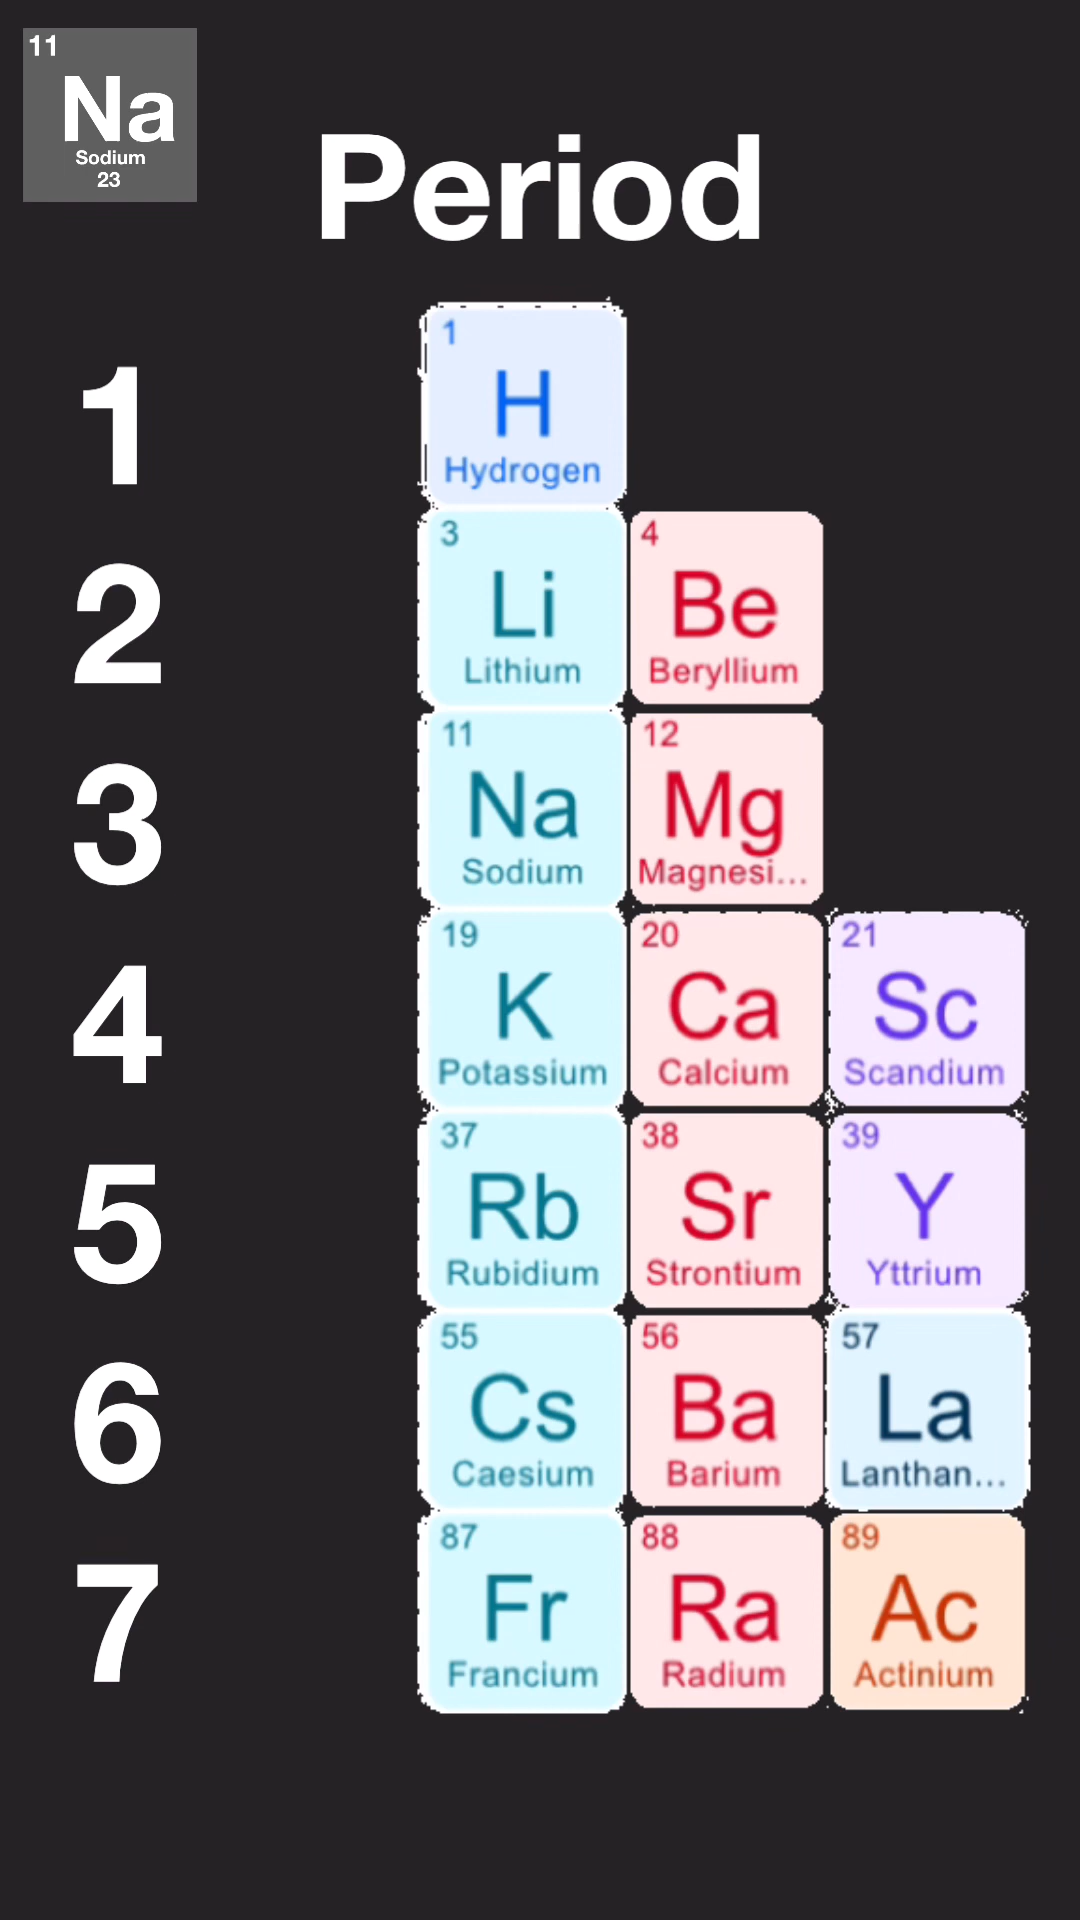 11
Na
Sodium
23
Period
1
1
H
Hydrogen
2
3 4
Li Be
Lithium Beryllium
3
11 12
Na Mg
Sodium Magnesi...
4
19 20 21
K Ca Sc
Potassium Calcium Scandium
5
37 38 39
Rb Sr Y
Rubidium Strontium Yttrium
6
55 56 57
Cs Ba La
Caesium Barium Lanthan...
7
87 88 89
Fr Ra Ac
Francium Radium Actinium